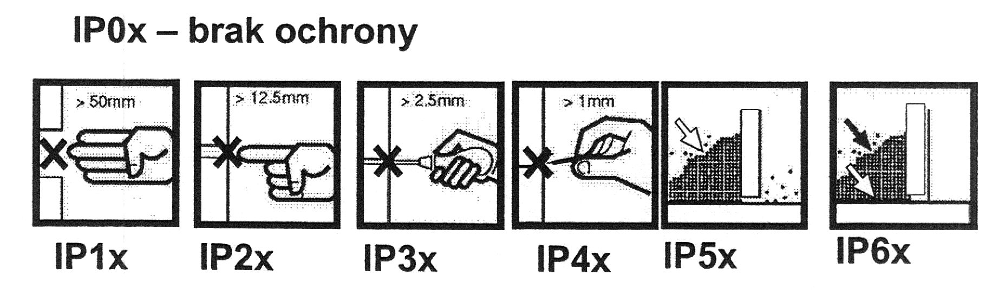 IP0x – brak ochrony
> 50mm
> 12.5mm
> 2.5mm
> 1mm
IP1x
IP2x
IP3x
IP4x
IP5x
IP6x